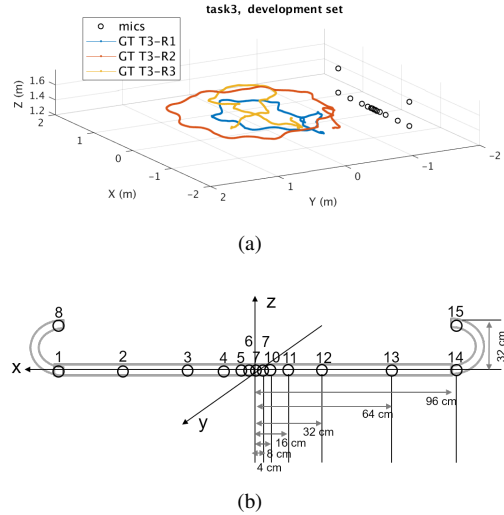 task3, development set
mics
GT T3-R1
GT T3-R2
GT T3-R3
Z (m)
1.6
1.4
1.2
2
1
0
-1
-2
X (m)
2
1
0
-1
-2
Y (m)
(a)
z
8
15
6 7
1 2 3 4 5 7 10 11 12 13 14
x
y
32 cm
96 cm
64 cm
32 cm
16 cm
8 cm
4 cm
(b)